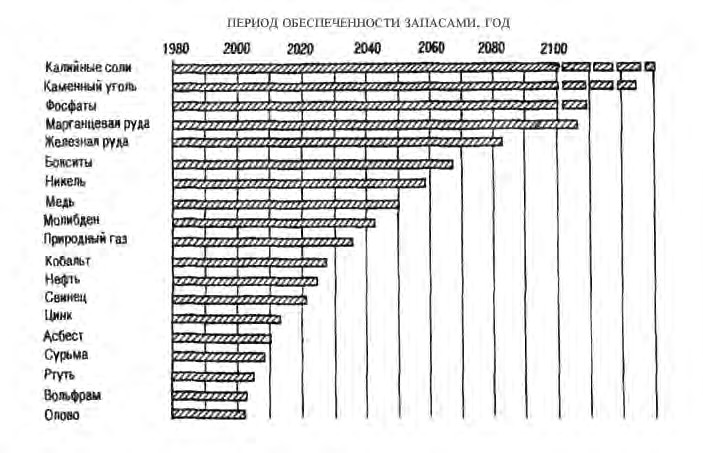 ПЕРИОД ОБЕСПЕЧЕННОСТИ ЗАПАСАМИ. ГОД
1980 2000 2020 2040 2060 2080 2100
Калийные соли
Каменный уголь
Фосфаты
Марганцевая руда
Железная руда
Бокситы
Никель
Медь
Молибден
Природный газ
Кобальт
Нефть
Свинец
Цинк
Асбест
Сурьма
Ртуть
Вольфрам
Олово